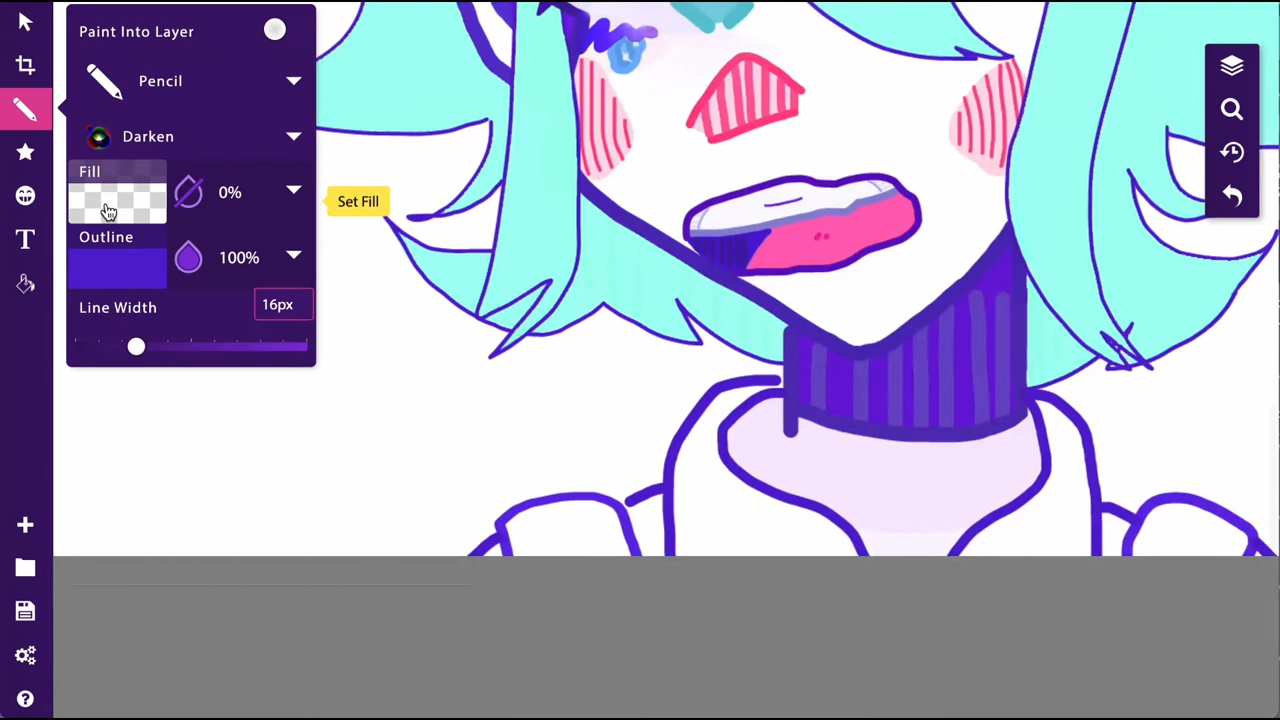 Paint Into Layer
Pencil
Darken
Fill
0%
Set Fill
Outline
100%
Line Width
16px
T
?